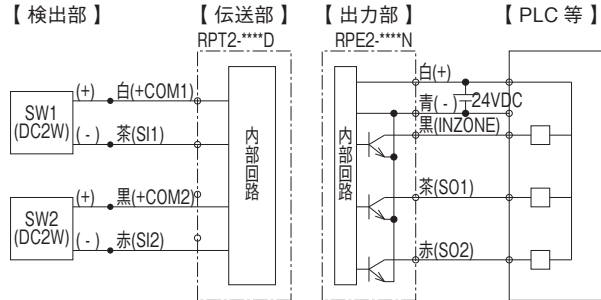 【 検出部 】 【 伝送部 】 【 出力部 】 【 PLC 等 】
RPT2-****D RPE2-****N
SW1
(DC2W)
(+) 白(+COM1)
( - ) 茶(SI1)
SW2
(DC2W)
(+) 黒(+COM2)
( - ) 赤(SI2)
内部回路
内部回路
白(+)
青( - ) 24VDC
黒(INZONE)
茶(SO1)
赤(SO2)